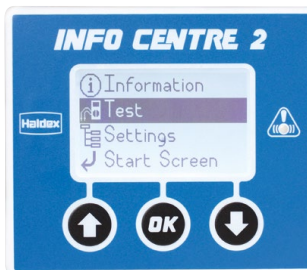 INFO CENTRE 2
Information
Test
Settings
Start Screen
Haldex
OK